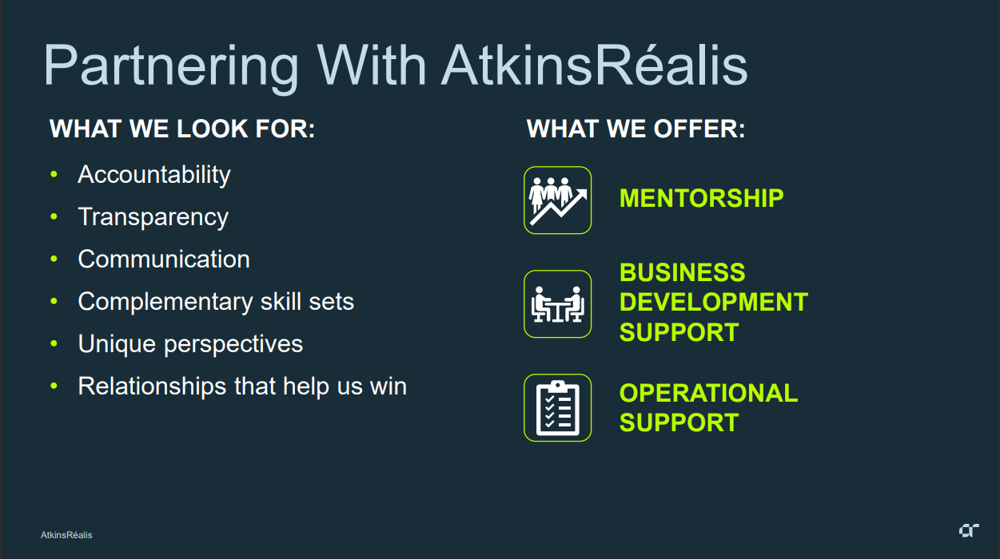 Partnering With AtkinsRéalis
WHAT WE LOOK FOR:
• Accountability
• Transparency
• Communication
• Complementary skill sets
• Unique perspectives
• Relationships that help us win
WHAT WE OFFER:
MENTORSHIP
BUSINESS
DEVELOPMENT
SUPPORT
OPERATIONAL
SUPPORT
AtkinsRéalis